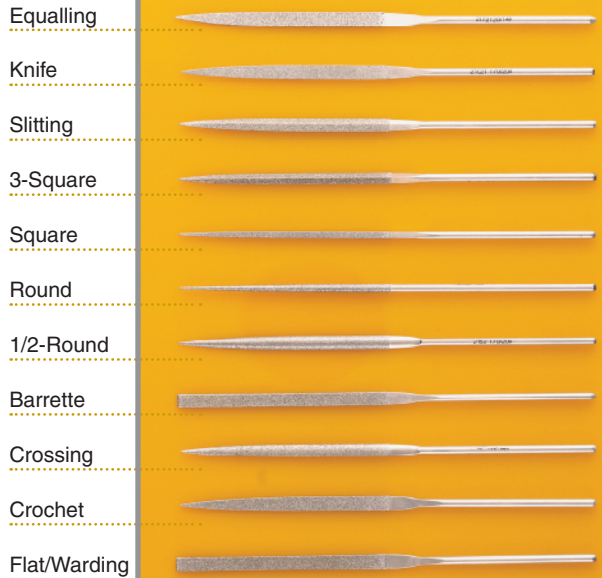 Equalling
Knife
Slitting
3-Square
Square
Round
1/2-Round
Barrette
Crossing
Crochet
Flat/Warding